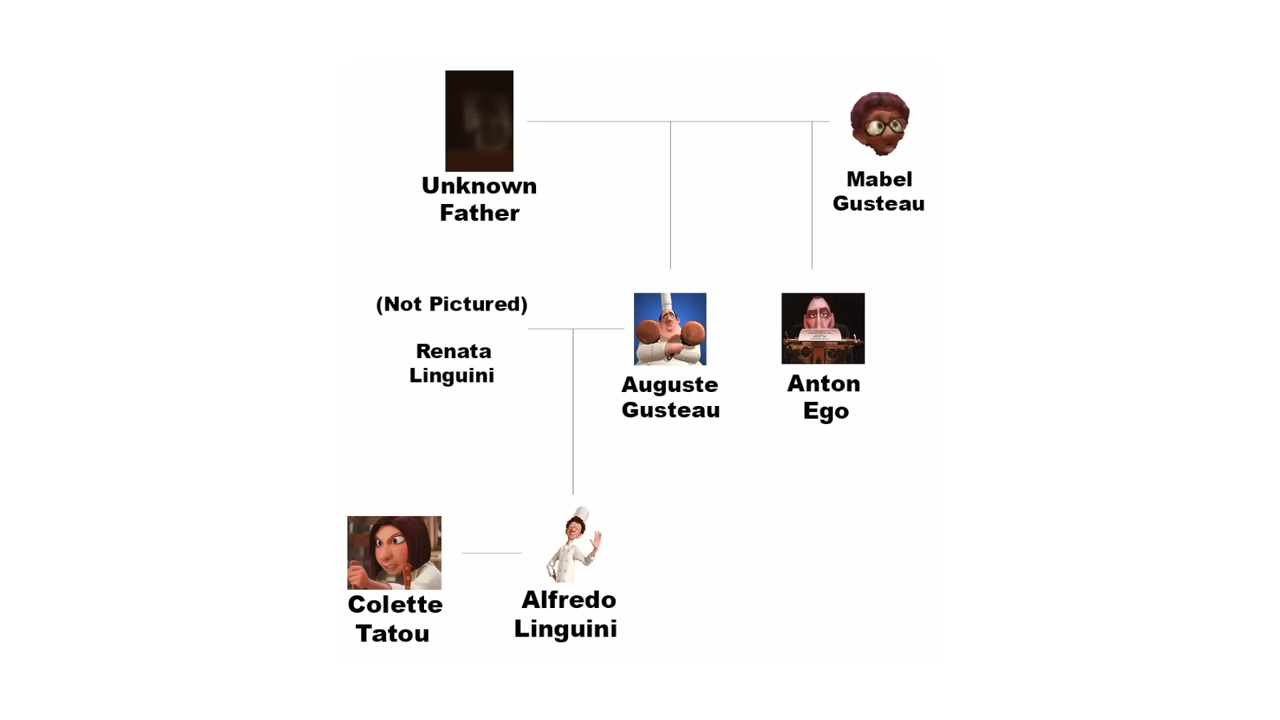 Unknown
Father
Mabel
Gusteau
(Not Pictured)
Renata
Linguini
Auguste
Gusteau
Anton
Ego
Colette
Tatou
Alfredo
Linguini